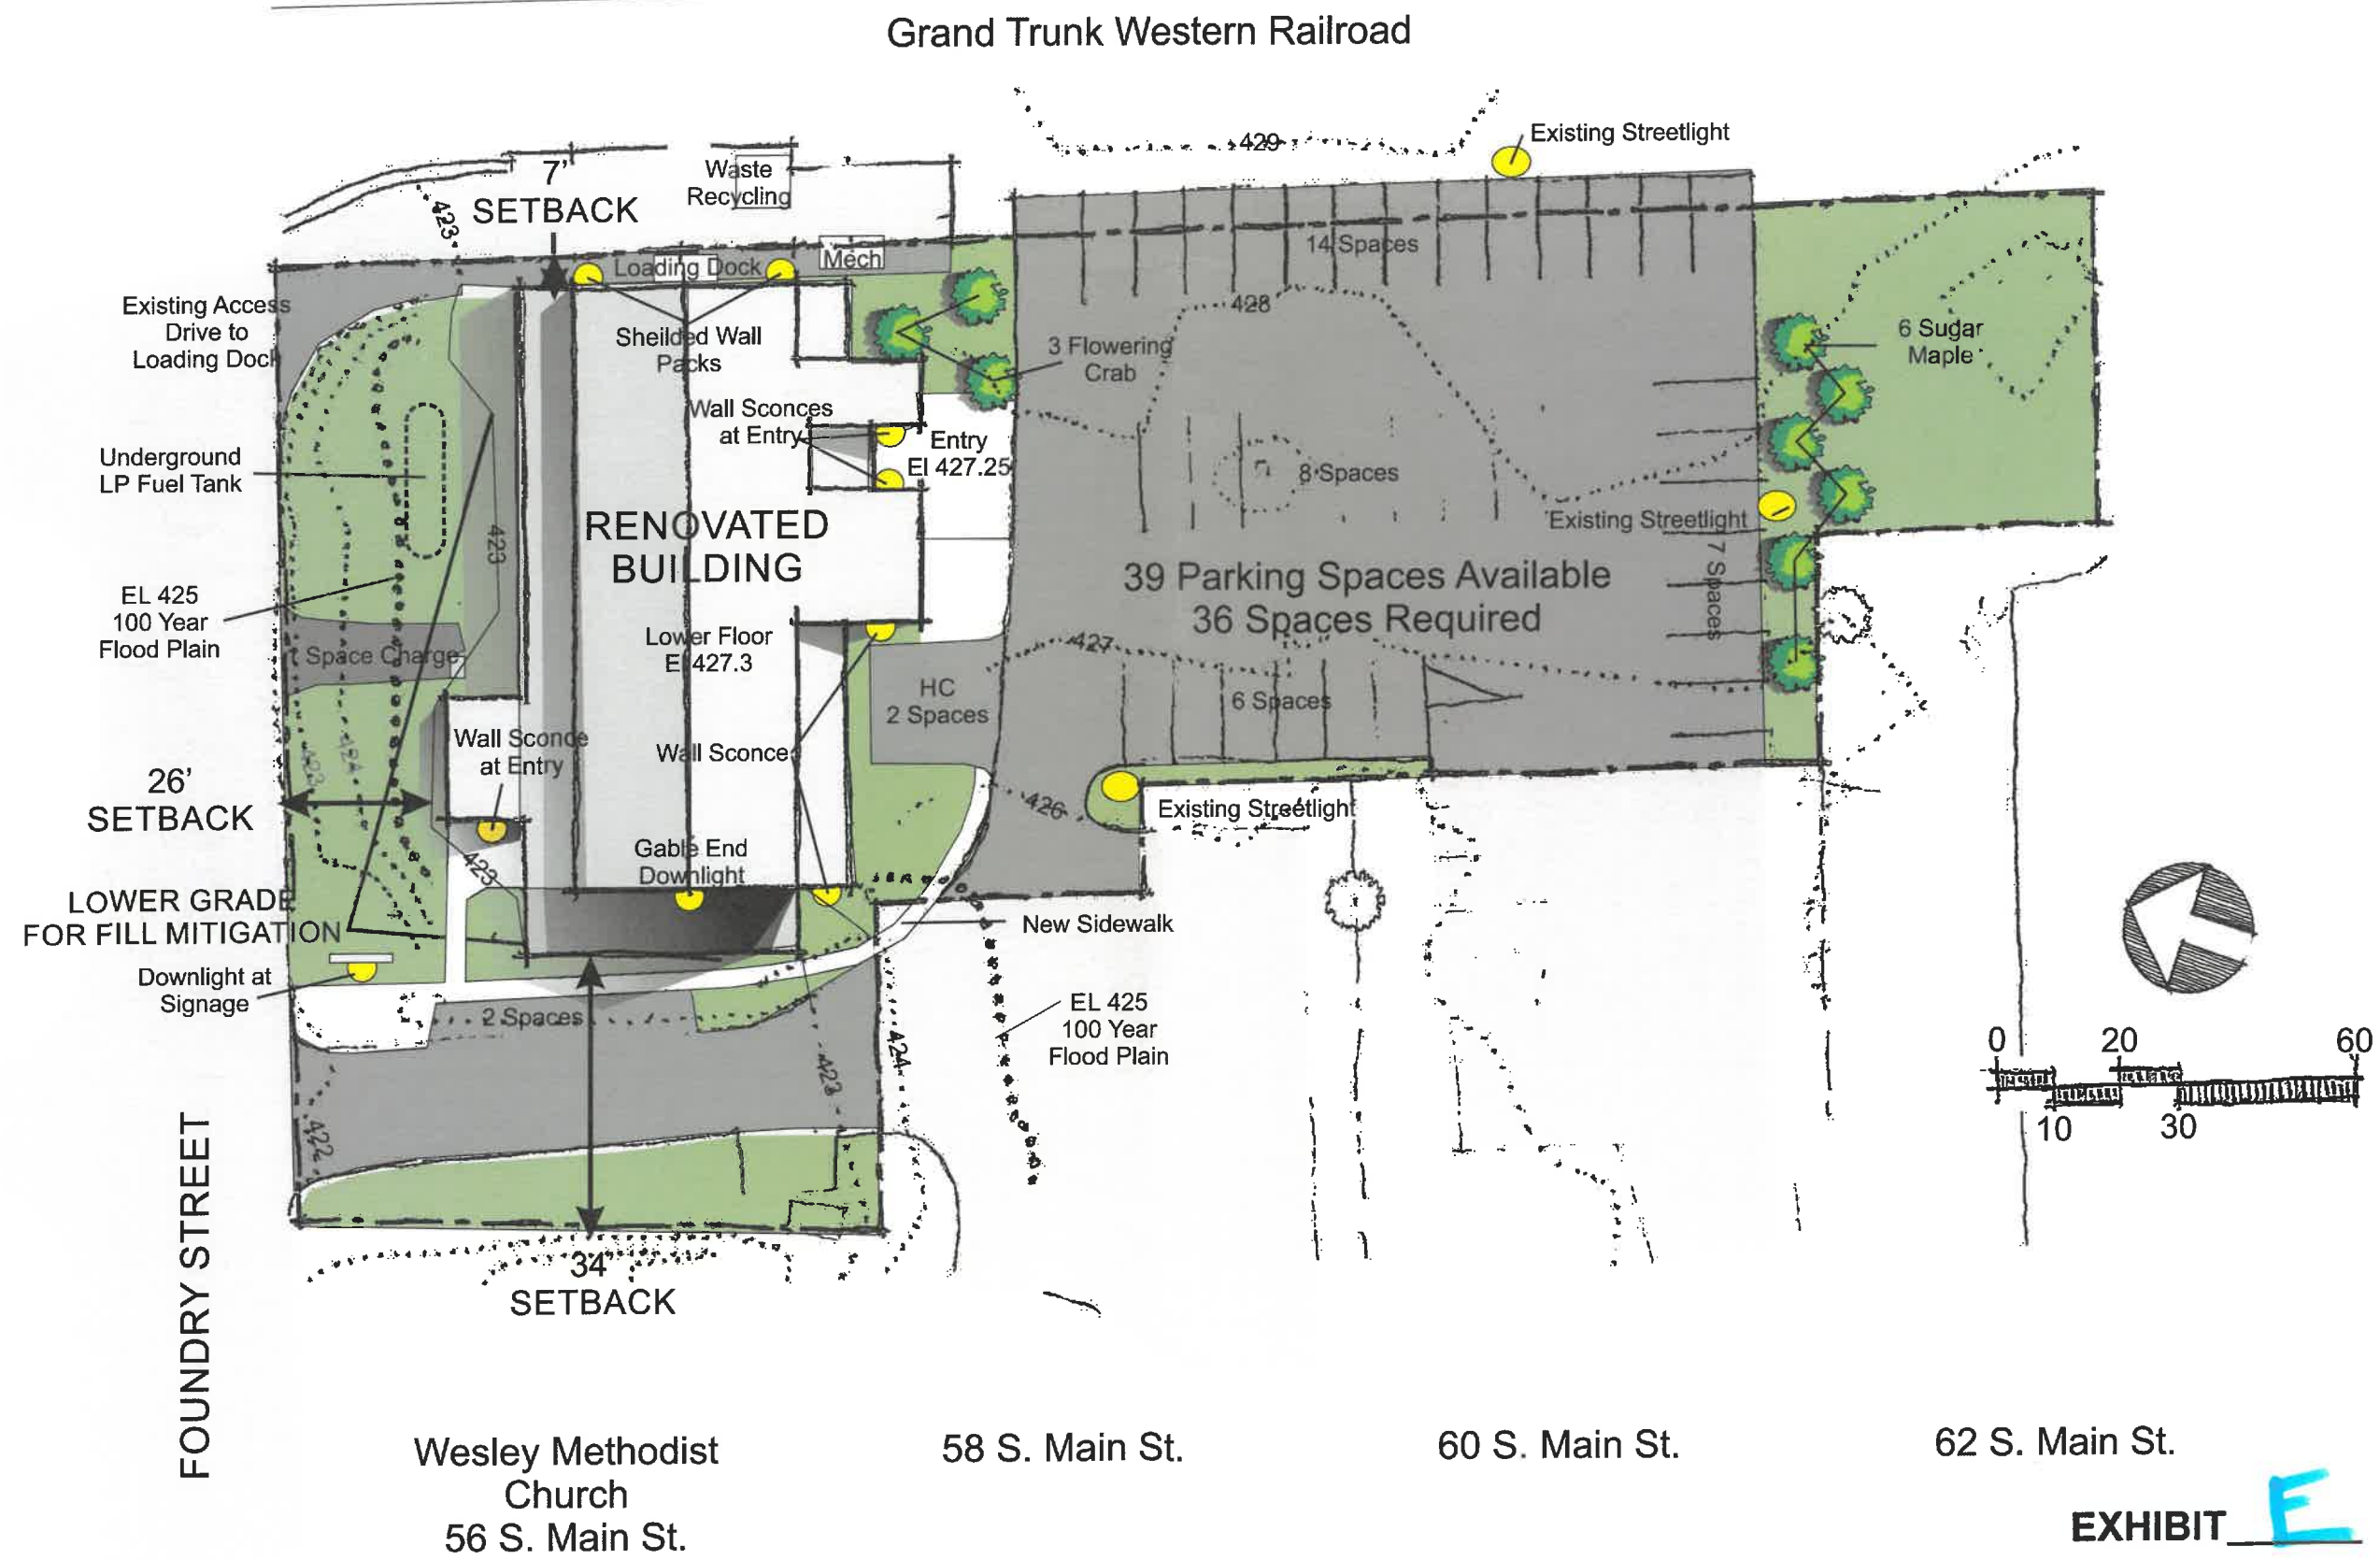 Grand Trunk Western Railroad
429
Existing Streetlight
7'
SETBACK
Waste
Recycling
423
14 Spaces
Loading Dock
Mech
Existing Access
Drive to
Loading Dock
428
Sheilded Wall
Packs
3 Flowering
Crab
6 Sugar
Maple
Wall Sconces
at Entry
Entry
El 427.25
Underground
LP Fuel Tank
8 Spaces
423
RENOVATED
BUILDING
Existing Streetlight
7 Spaces
39 Parking Spaces Available
36 Spaces Required
EL 425
100 Year
Flood Plain
Lower Floor
El 427.3
427
Space Charge
HC
2 Spaces
6 Spaces
Wall Sconce
at Entry
Wall Sconce
424
26'
SETBACK
426
Existing Streetlight
Gable End
Downlight
423
LOWER GRADE
FOR FILL MITIGATION
New Sidewalk
Downlight at
Signage
2 Spaces
EL 425
100 Year
Flood Plain
424
423
422
0
20
60
10
30
34'
SETBACK
FOUNDRY STREET
Wesley Methodist
Church
56 S. Main St.
58 S. Main St.
60 S. Main St.
62 S. Main St.
EXHIBIT E